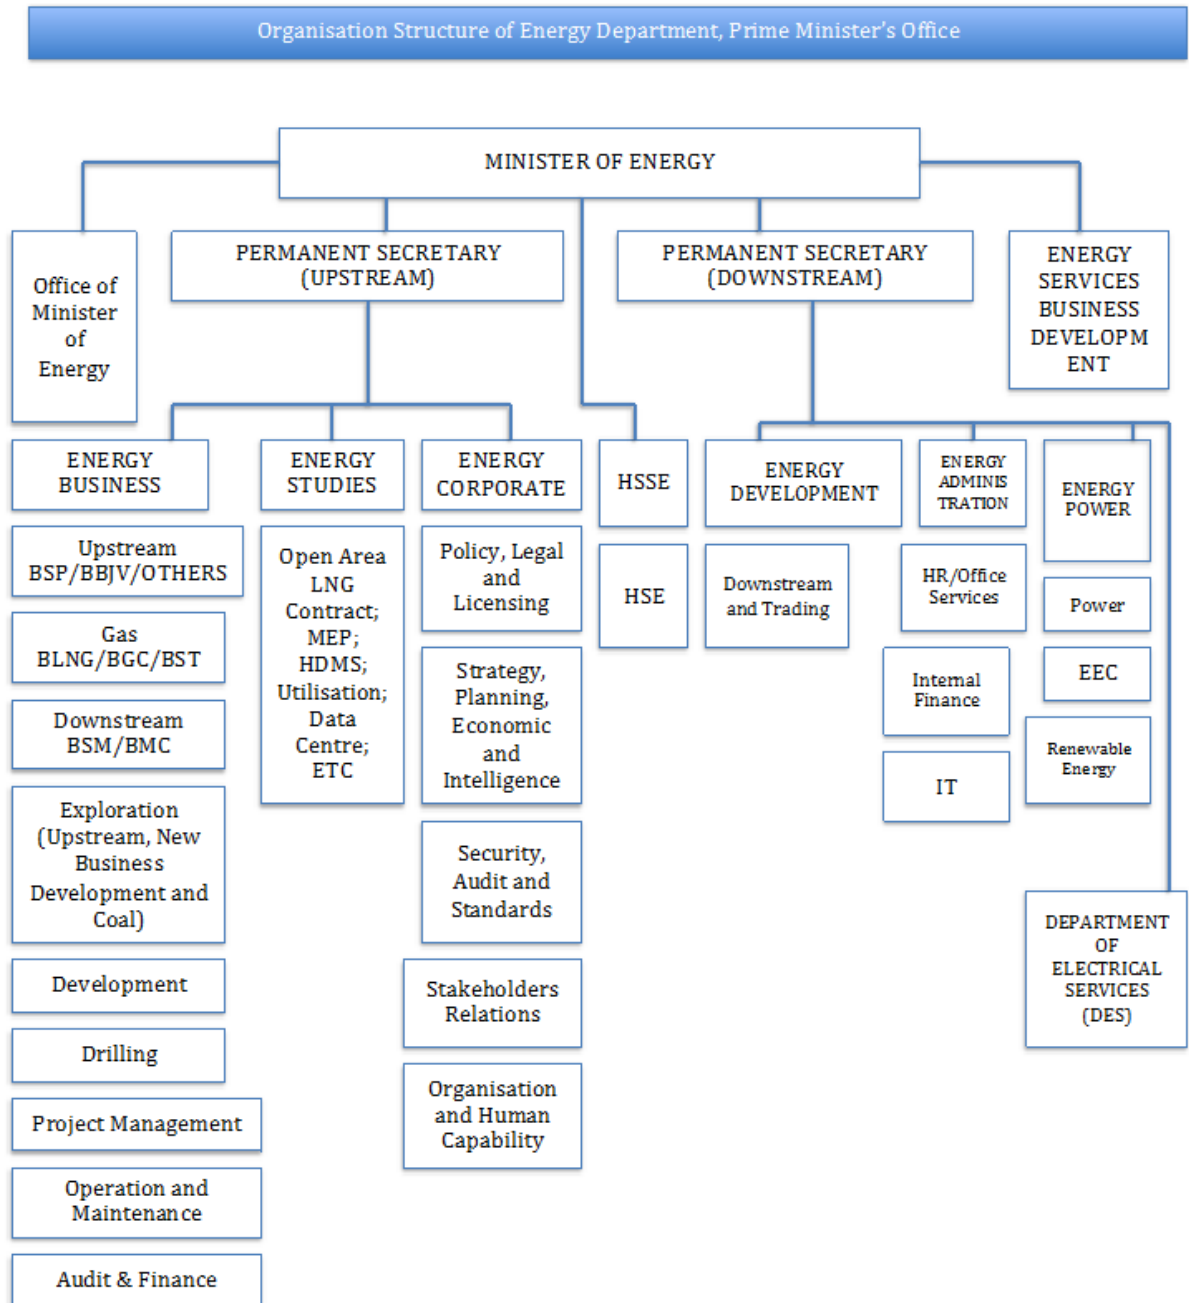 Organisation Structure of Energy Department, Prime Minister's Office
MINISTER OF ENERGY
Office of
Minister
of
Energy
PERMANENT SECRETARY
(UPSTREAM)
PERMANENT SECRETARY
(DOWNSTREAM)
ENERGY
SERVICES
BUSINESS
DEVELOPM
ENT
ENERGY
BUSINESS
ENERGY
STUDIES
ENERGY
CORPORATE
HSSE
ENERGY
DEVELOPMENT
ENERGY
ADMINIS
TRATION
ENERGY
POWER
Upstream
BSP/BBJV/OTHERS
Gas
BLNG/BGC/BST
Downstream
BSM/BMC
Exploration
(Upstream, New
Business
Development and
Coal)
Development
Drilling
Project Management
Operation and
Maintenance
Audit & Finance
Open Area
LNG
Contract;
MEP;
HDMS;
Utilisation;
Data
Centre;
ETC
Policy, Legal
and
Licensing
Strategy,
Planning,
Economic
and
Intelligence
Security,
Audit and
Standards
Stakeholders
Relations
Organisation
and Human
Capability
HSE
Downstream
and Trading
HR/Office
Services
Internal
Finance
IT
Power
EEC
Renewable
Energy
DEPARTMENT
OF
ELECTRICAL
SERVICES
(DES)